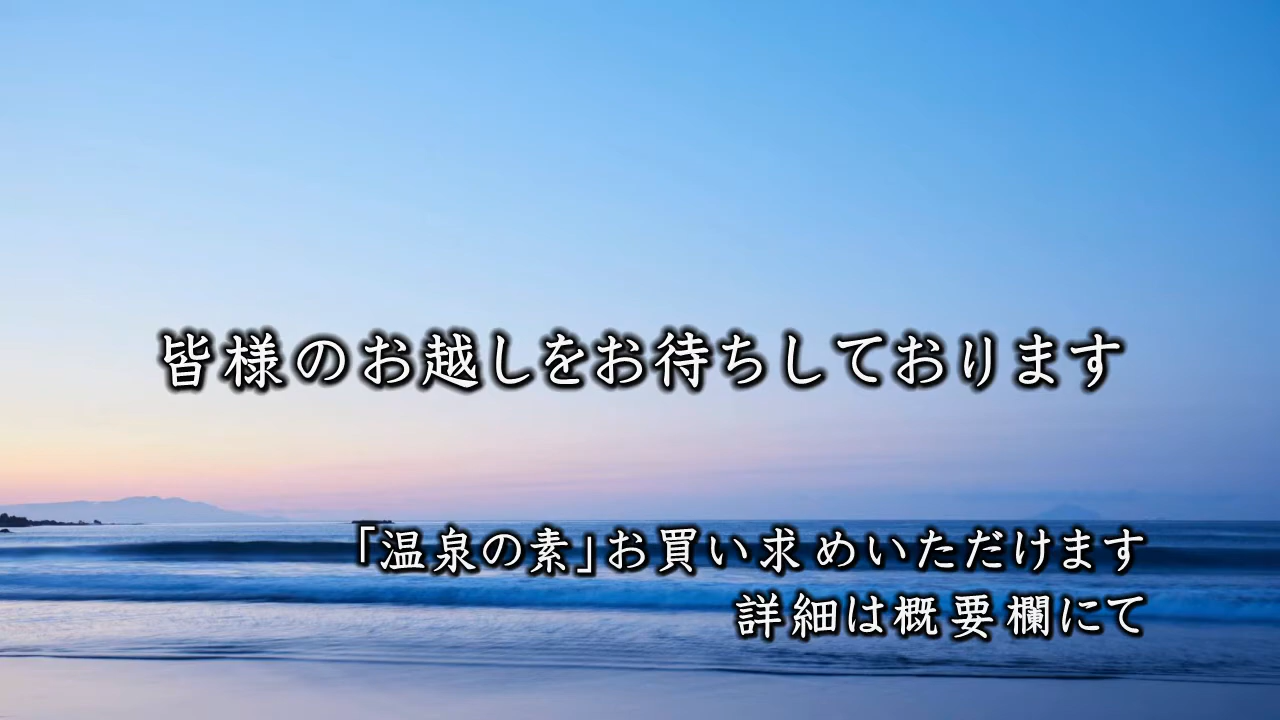 皆様のお越しをお待ちしております
「温泉の素」お買い求めいただけます
詳細は概要欄にて